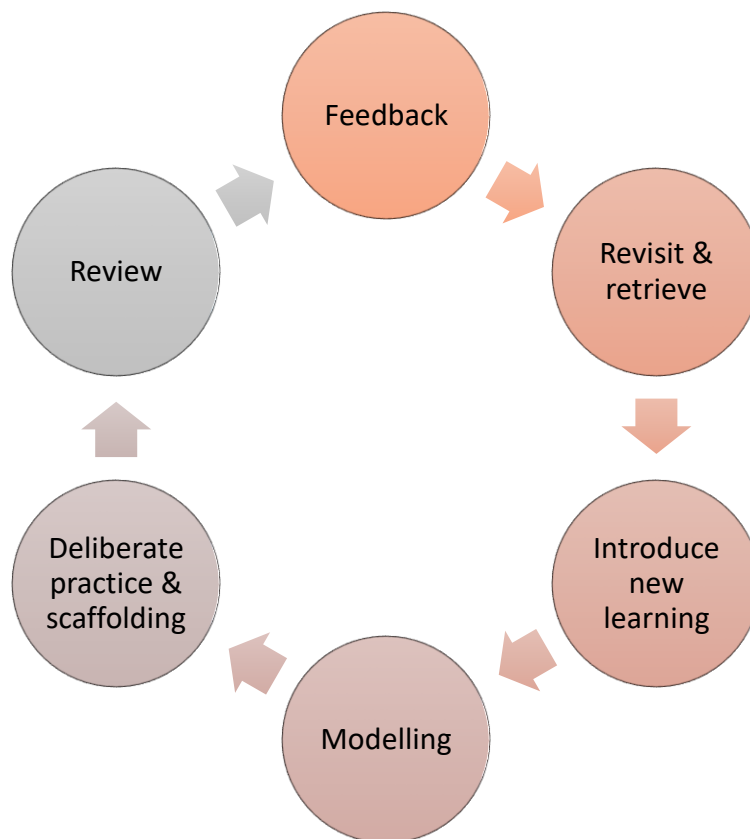 Feedback
Revisit &
retrieve
Introduce
new
learning
Modelling
Deliberate
practice &
scaffolding
Review